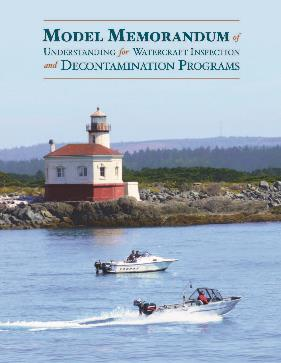 MODEL MEMORANDUM of
UNDERSTANDING for WATERCRAFT INSPECTION
and DECONTAMINATION PROGRAMS